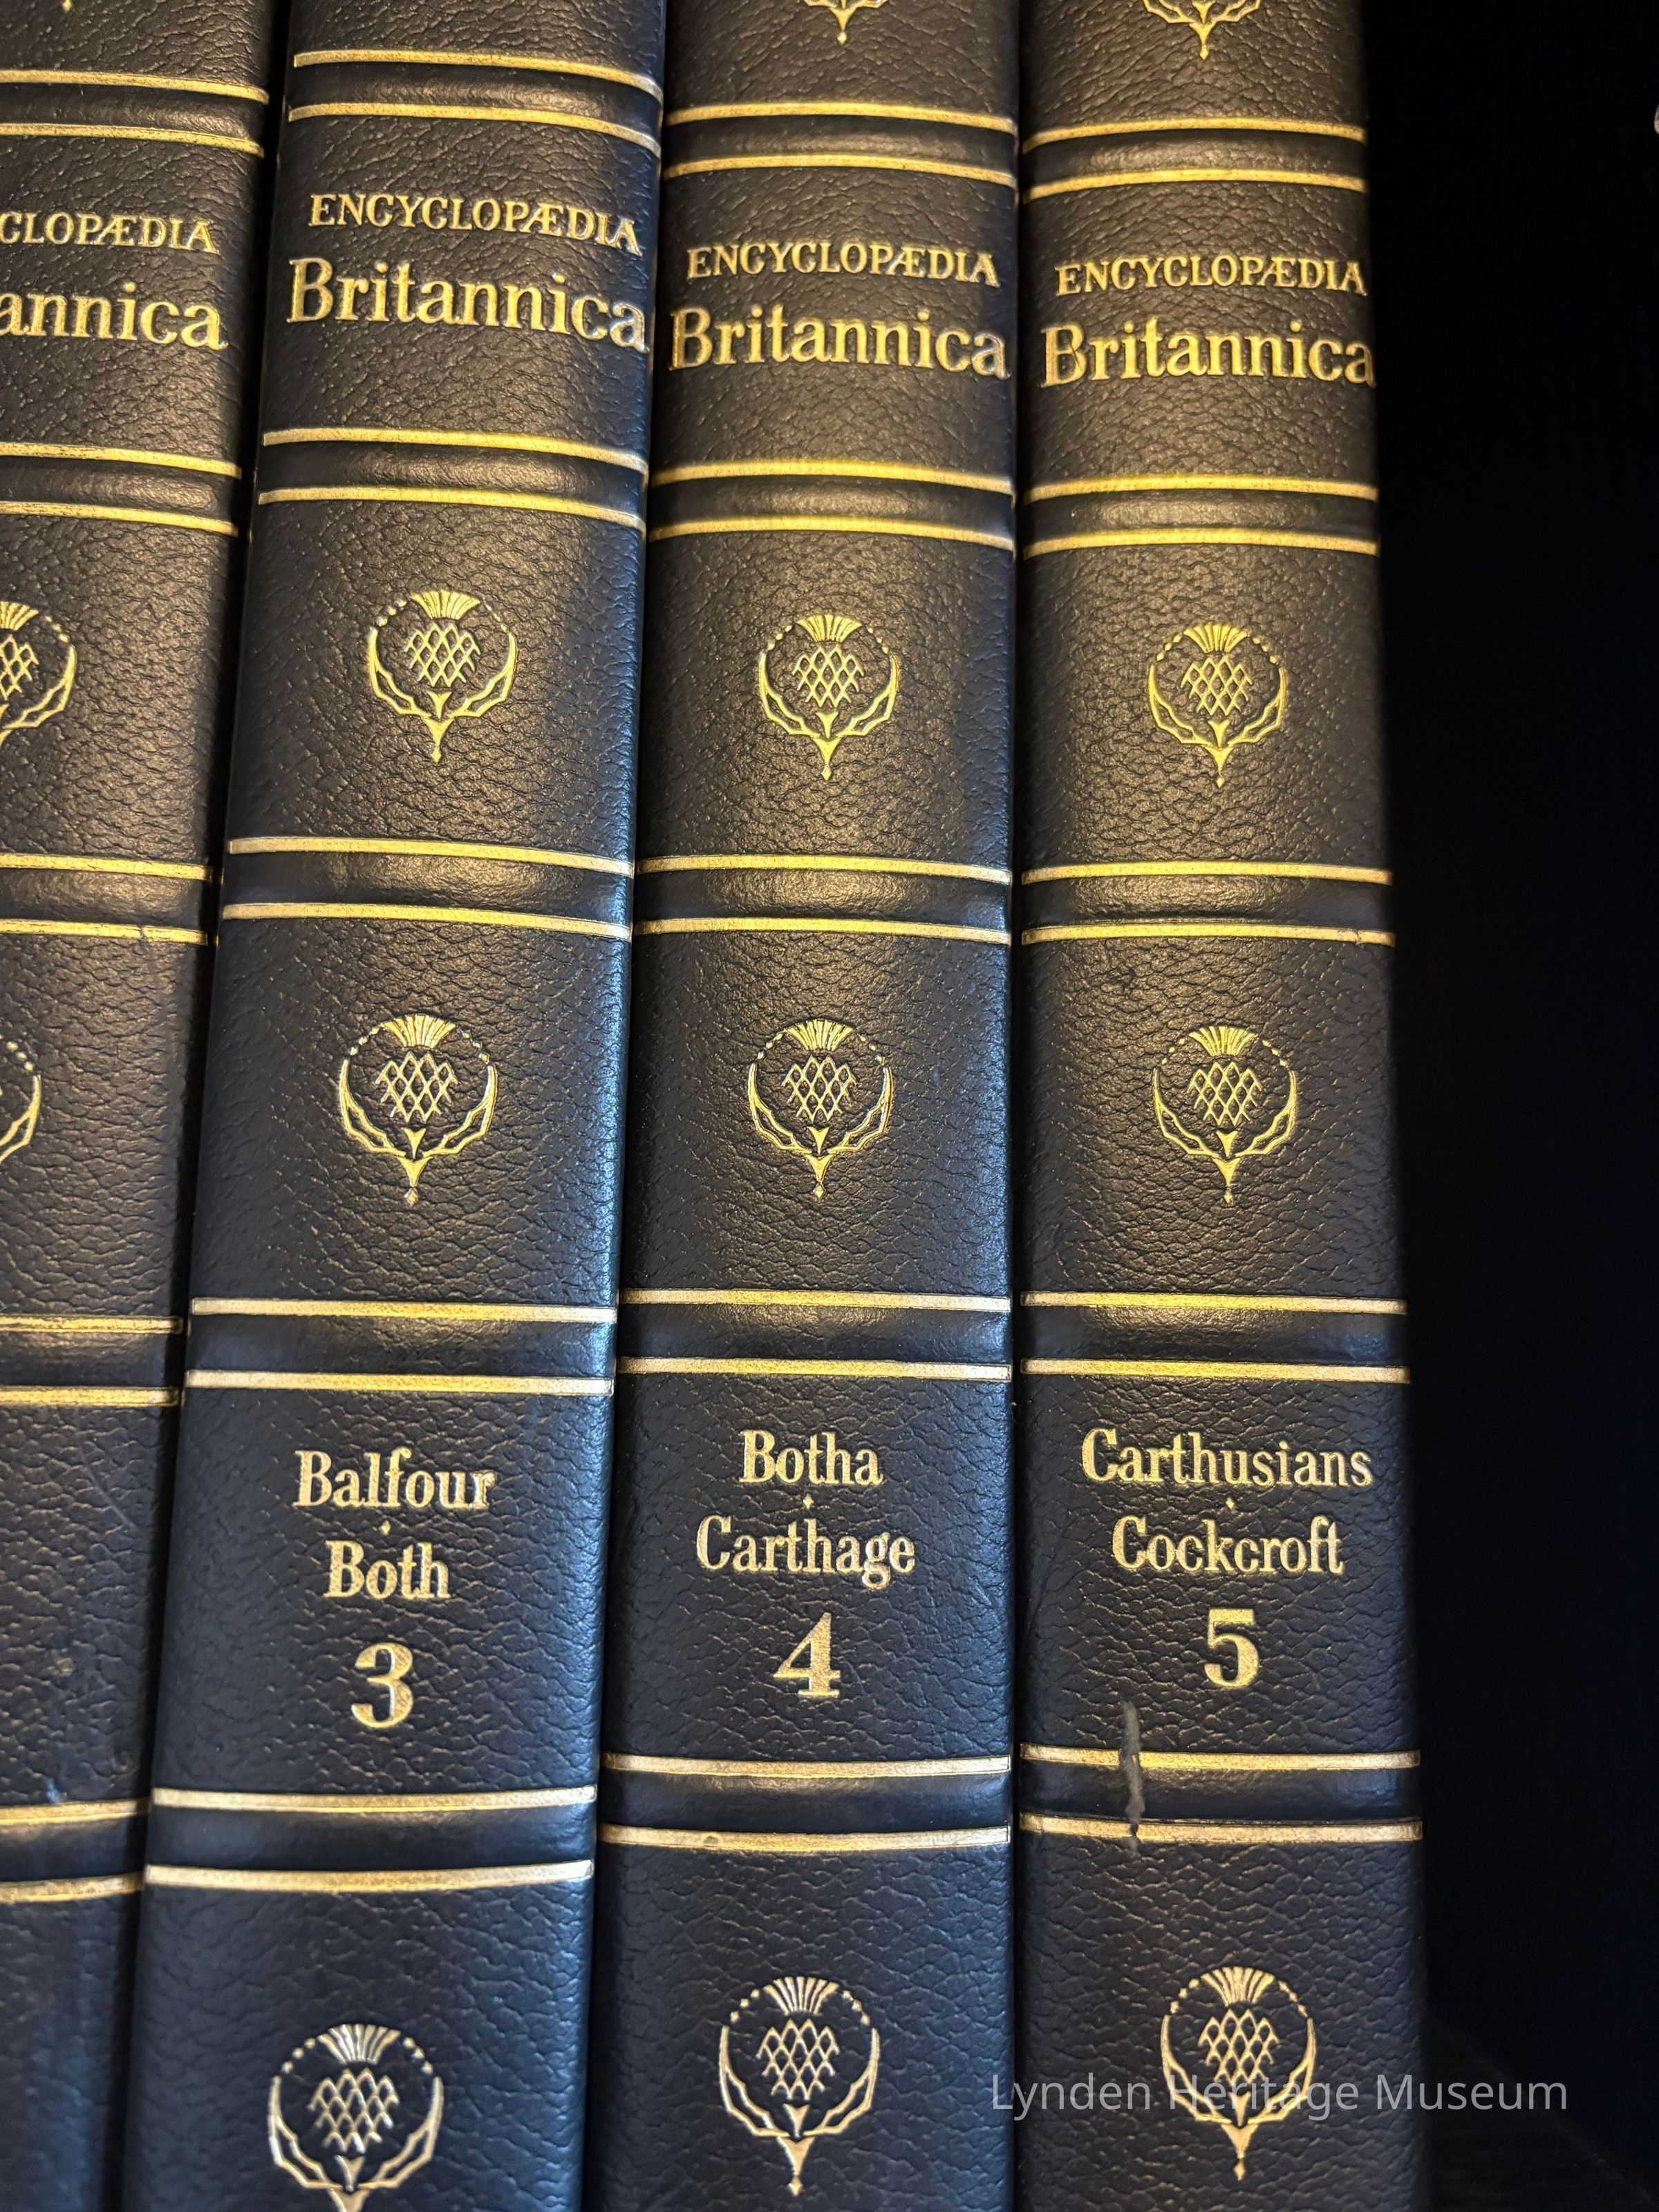 CLOPÆDIA
annica
ENCYCLOPÆDIA
Britannica
Balfour
Both
3
ENCYCLOPÆDIA
Britannica
Botha
Carthage
4
ENCYCLOPÆDIA
Britannica
Carthusians
Cockcroft
5
Lynden Heritage Museum